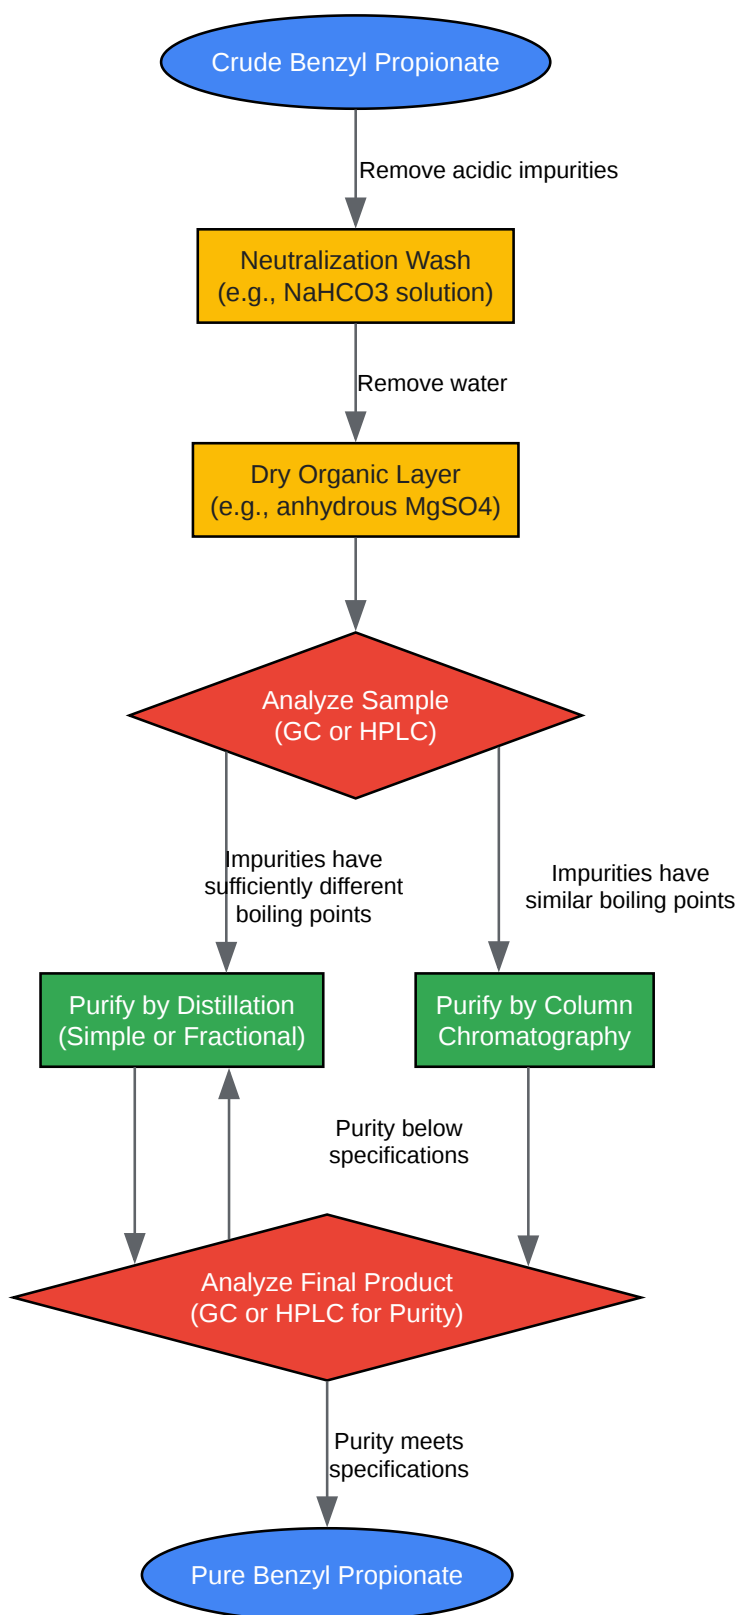 Crude Benzyl Propionate
Remove acidic impurities
Neutralization Wash
(e.g., NaHCO3 solution)
Remove water
Dry Organic Layer
(e.g., anhydrous MgSO4)
Analyze Sample
(GC or HPLC)
Impurities have
sufficiently different
boiling points
Impurities have
similar boiling points
Purify by Distillation
(Simple or Fractional)
Purify by Column
Chromatography
Purity below
specifications
Analyze Final Product
(GC or HPLC for Purity)
Purity meets
specifications
Pure Benzyl Propionate